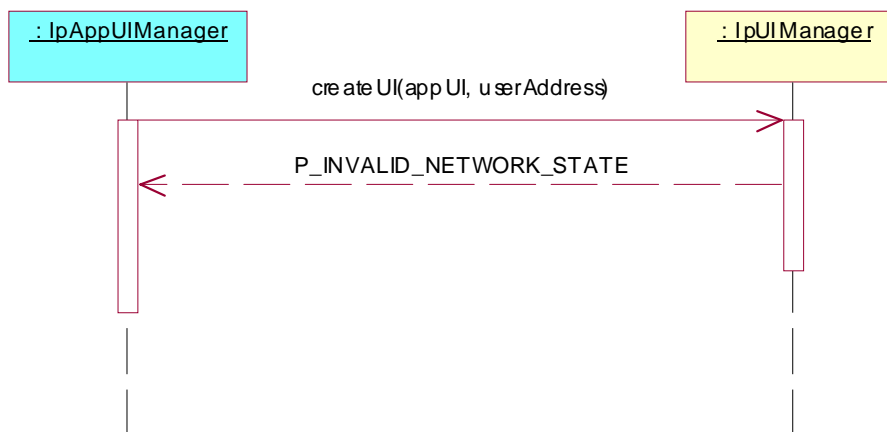 : IpAppUIManager
: IpUIManager
createUI(appUI, userAddress)
P_INVALID_NETWORK_STATE